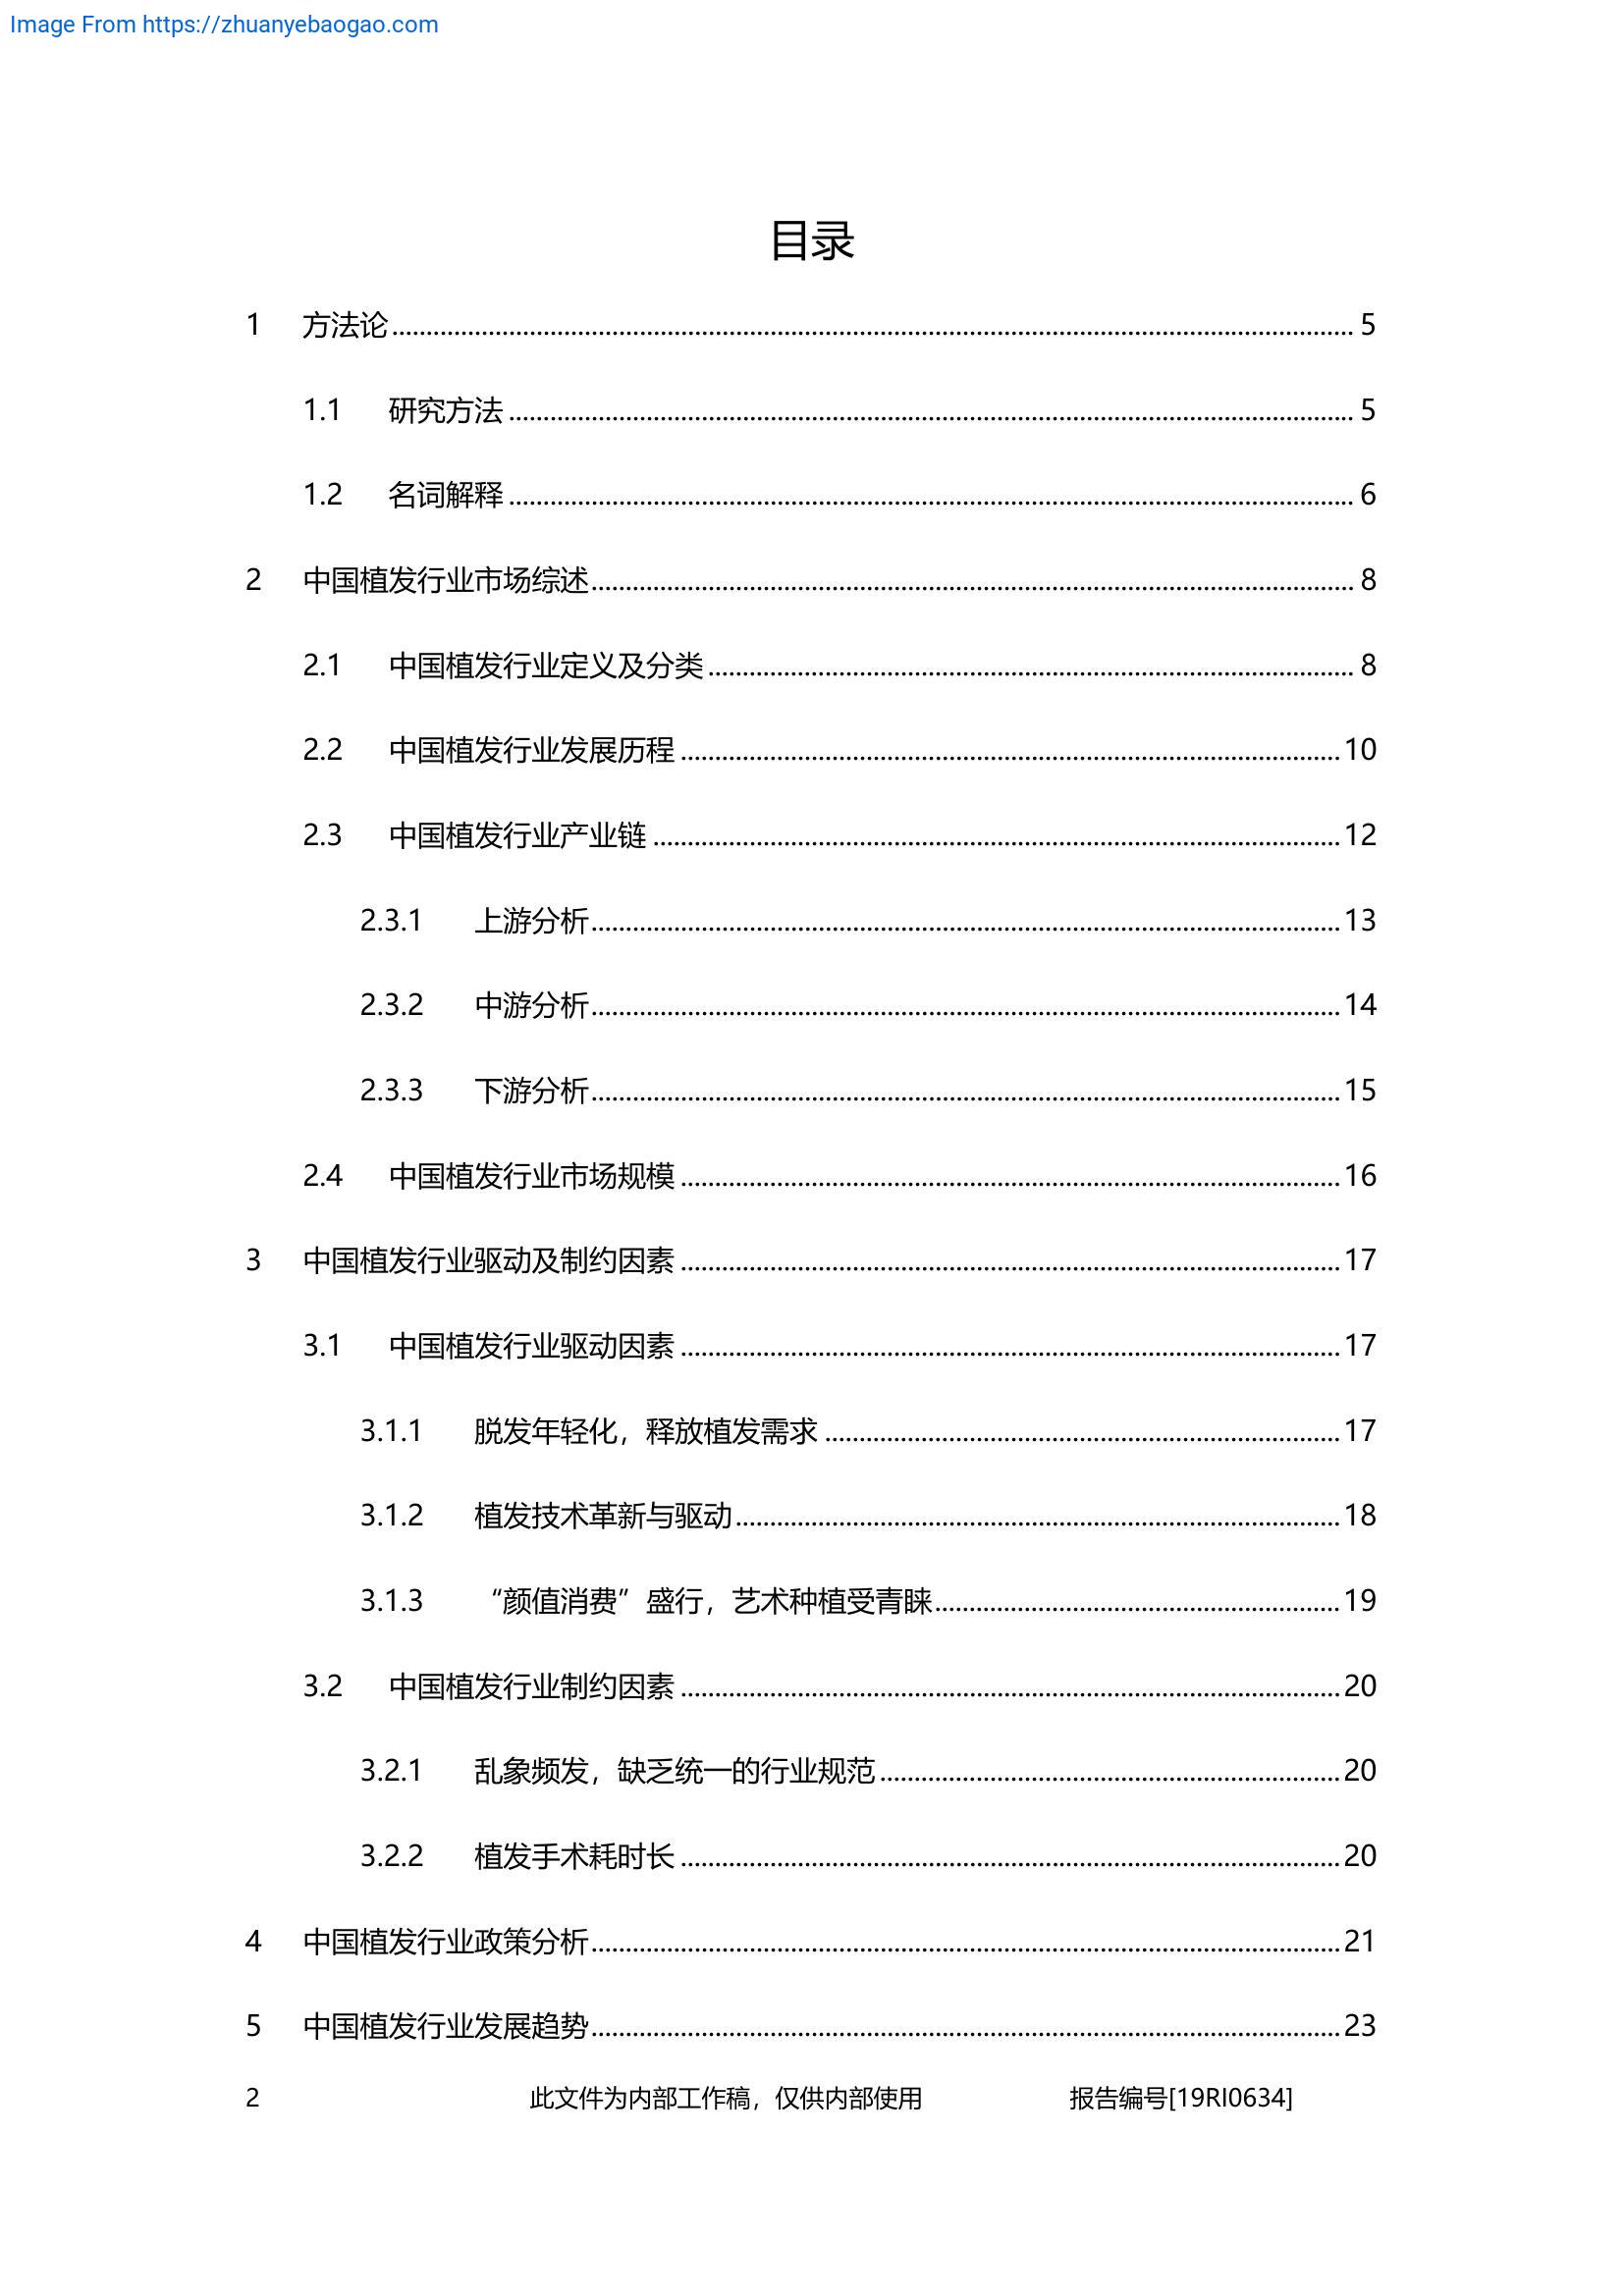 Image From https://zhuanyebaogao.com
目录
1 方法论 5
1.1 研究方法 5
1.2 名词解释 6
2 中国植发行业市场综述 8
2.1 中国植发行业定义及分类 8
2.2 中国植发行业发展历程 10
2.3 中国植发行业产业链 12
2.3.1 上游分析 13
2.3.2 中游分析 14
2.3.3 下游分析 15
2.4 中国植发行业市场规模 16
3 中国植发行业驱动及制约因素 17
3.1 中国植发行业驱动因素 17
3.1.1 脱发年轻化，释放植发需求 17
3.1.2 植发技术革新与驱动 18
3.1.3 “颜值消费”盛行，艺术种植受青睐 19
3.2 中国植发行业制约因素 20
3.2.1 乱象频发，缺乏统一的行业规范 20
3.2.2 植发手术耗时长 20
4 中国植发行业政策分析 21
5 中国植发行业发展趋势 23
2 此文件为内部工作稿，仅供内部使用 报告编号[19RI0634]